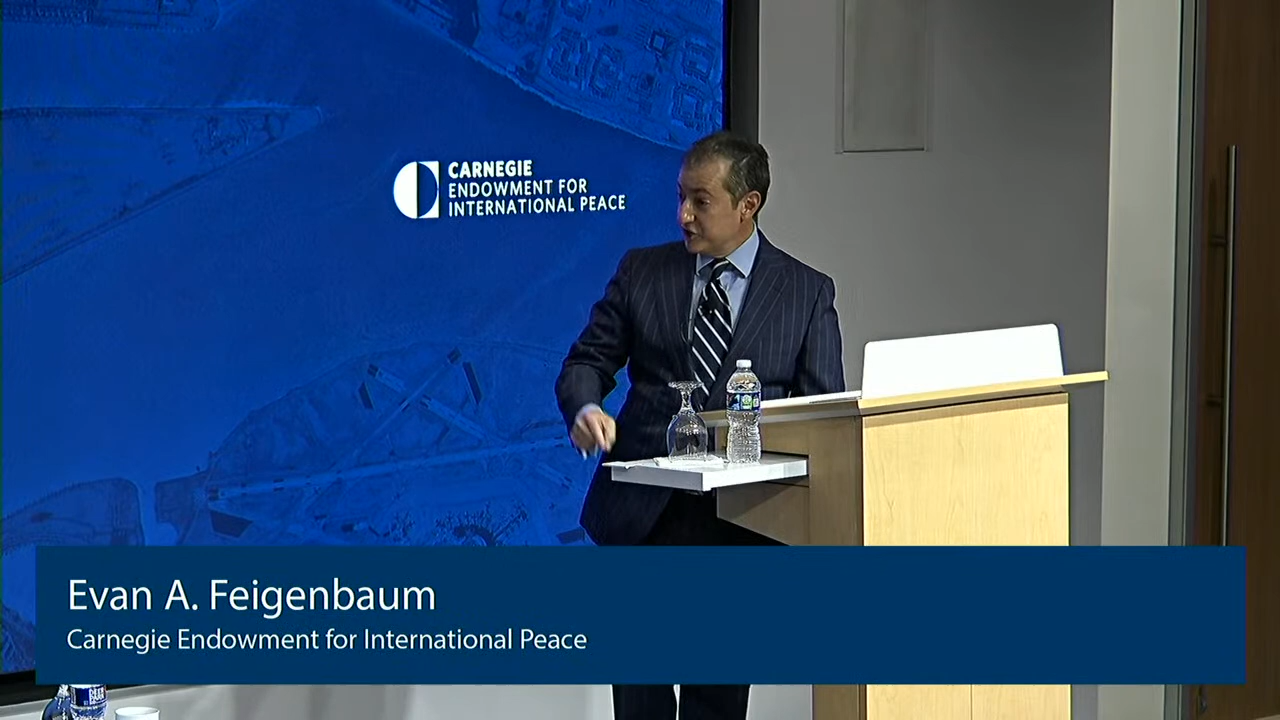 CARNEGIE
ENDOWMENT FOR
INTERNATIONAL PEACE
Evan A. Feigenbaum
Carnegie Endowment for International Peace